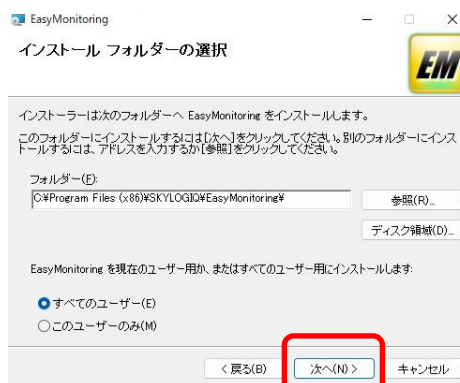 EasyMonitoring
インストール フォルダーの選択
EM
インストーラーは次のフォルダーへ EasyMonitoring をインストールします。
このフォルダーにインストールするには[次へ]をクリックしてください。別のフォルダーにインス
トールするには、アドレスを入力するか[参照]をクリックしてください。
フォルダー(F):
C:¥Program Files (x86)¥SKYLOGIQ¥EasyMonitoring¥
参照(R)...
ディスク領域(D)...
EasyMonitoring を現在のユーザー用か、またはすべてのユーザー用にインストールします:
すべてのユーザー(E)
このユーザーのみ(M)
< 戻る(B)
次へ(N) >
キャンセル